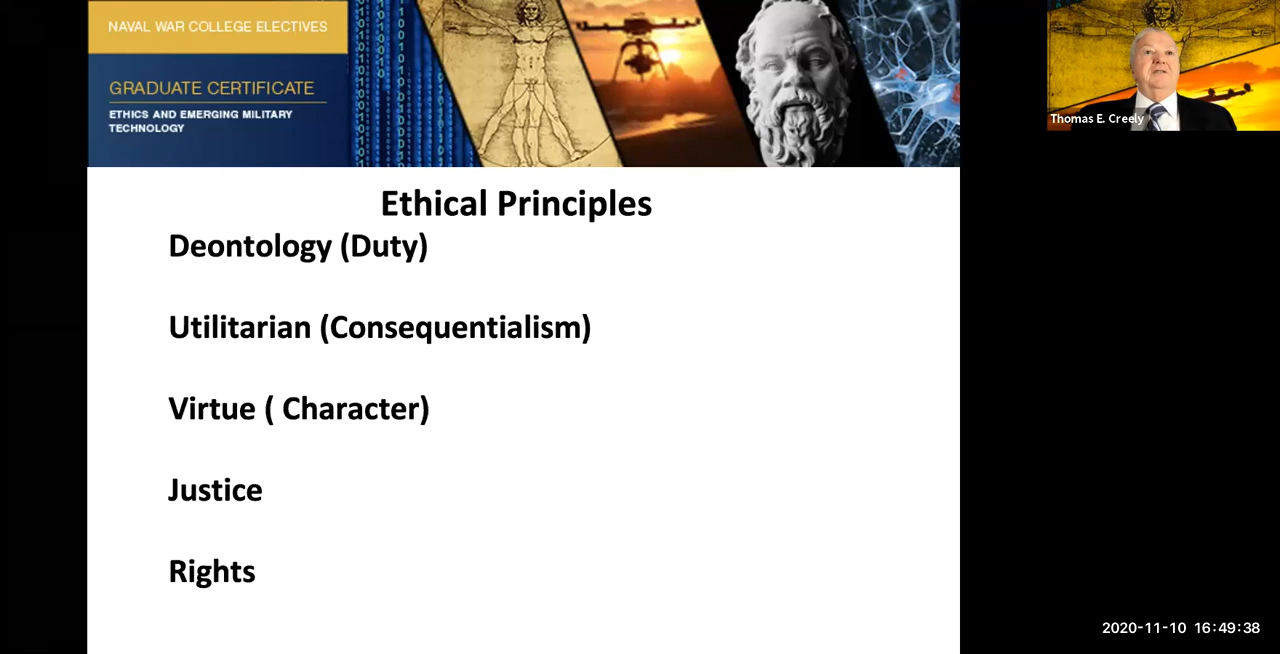 NAVAL WAR COLLEGE ELECTIVES
GRADUATE CERTIFICATE
ETHICS AND EMERGING MILITARY
TECHNOLOGY
Thomas E. Creely
Ethical Principles
Deontology (Duty)
Utilitarian (Consequentialism)
Virtue ( Character)
Justice
Rights
2020-11-10 16:49:38